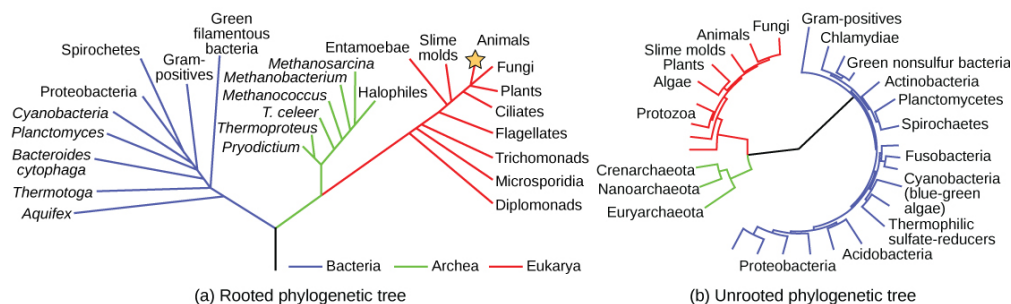 (a)
Green
filamentous
bacteria
Spirochetes
Gram-
positives
Proteobacteria
Cyanobacteria
Planctomyces
Bacteroides
cytophaga
Thermotoga
Aquifex
Entamoebae
Slime
molds
Animals
Methanosarcina
Methanobacterium
Methanococcus
Halophiles
T. celeer
Thermoproteus
Pryodictium
Fungi
Plants
Ciliates
Flagellates
Trichomonads
Microsporidia
Diplomonads
Bacteria
Archea
Eukarya
(a) Rooted phylogenetic tree
(b)
Fungi
Animals
Slime molds
Plants
Algae
Protozoa
Crenarchaeota
Nanoarchaeota
Euryarchaeota
Gram-positives
Chlamydiae
Green nonsulfur bacteria
Actinobacteria
Planctomycetes
Spirochaetes
Fusobacteria
Cyanobacteria
(blue-green
algae)
Thermophilic
sulfate-reducers
Acidobacteria
Proteobacteria
(b) Unrooted phylogenetic tree